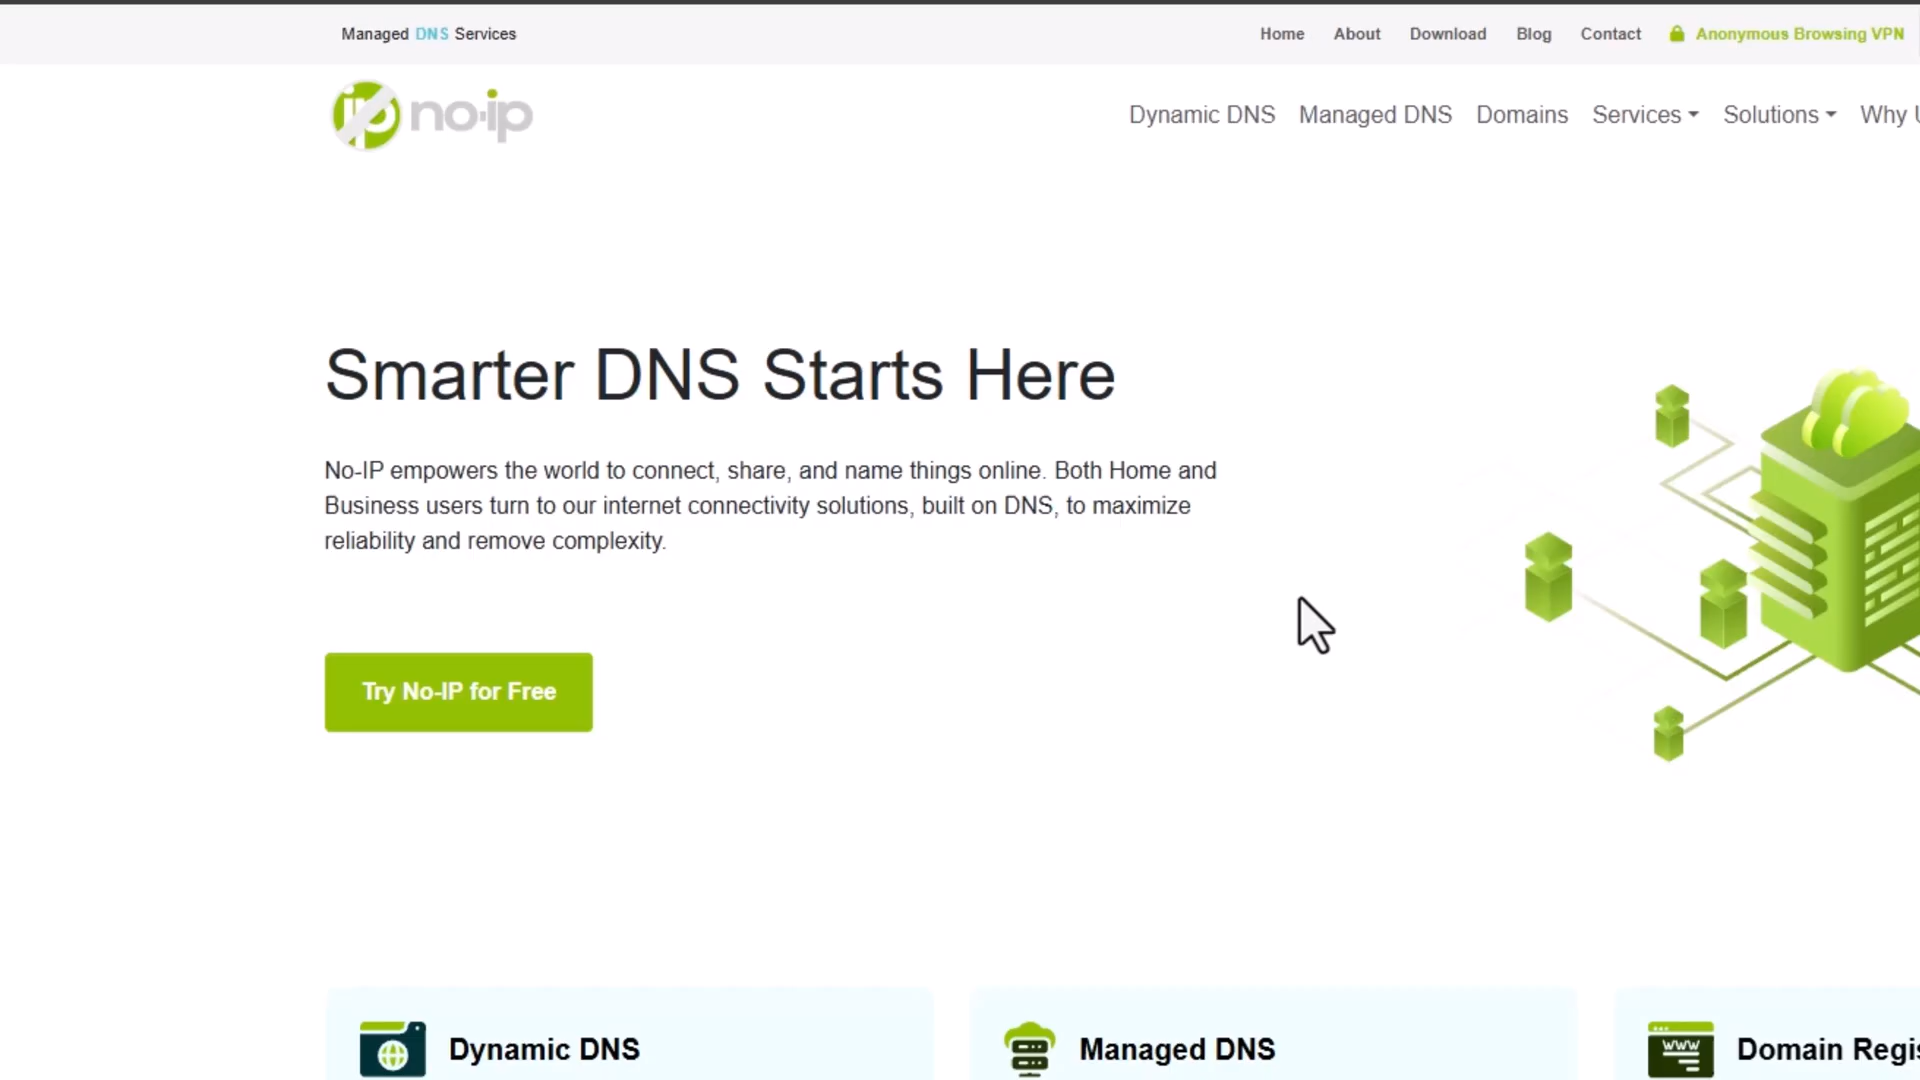 Managed DNS Services
Home About Download Blog Contact Anonymous Browsing VPN
ip no-ip
Dynamic DNS Managed DNS Domains Services Solutions Why
Smarter DNS Starts Here
No-IP empowers the world to connect, share, and name things online. Both Home and
Business users turn to our internet connectivity solutions, built on DNS, to maximize
reliability and remove complexity.
Try No-IP for Free
Dynamic DNS
Managed DNS
www
Domain